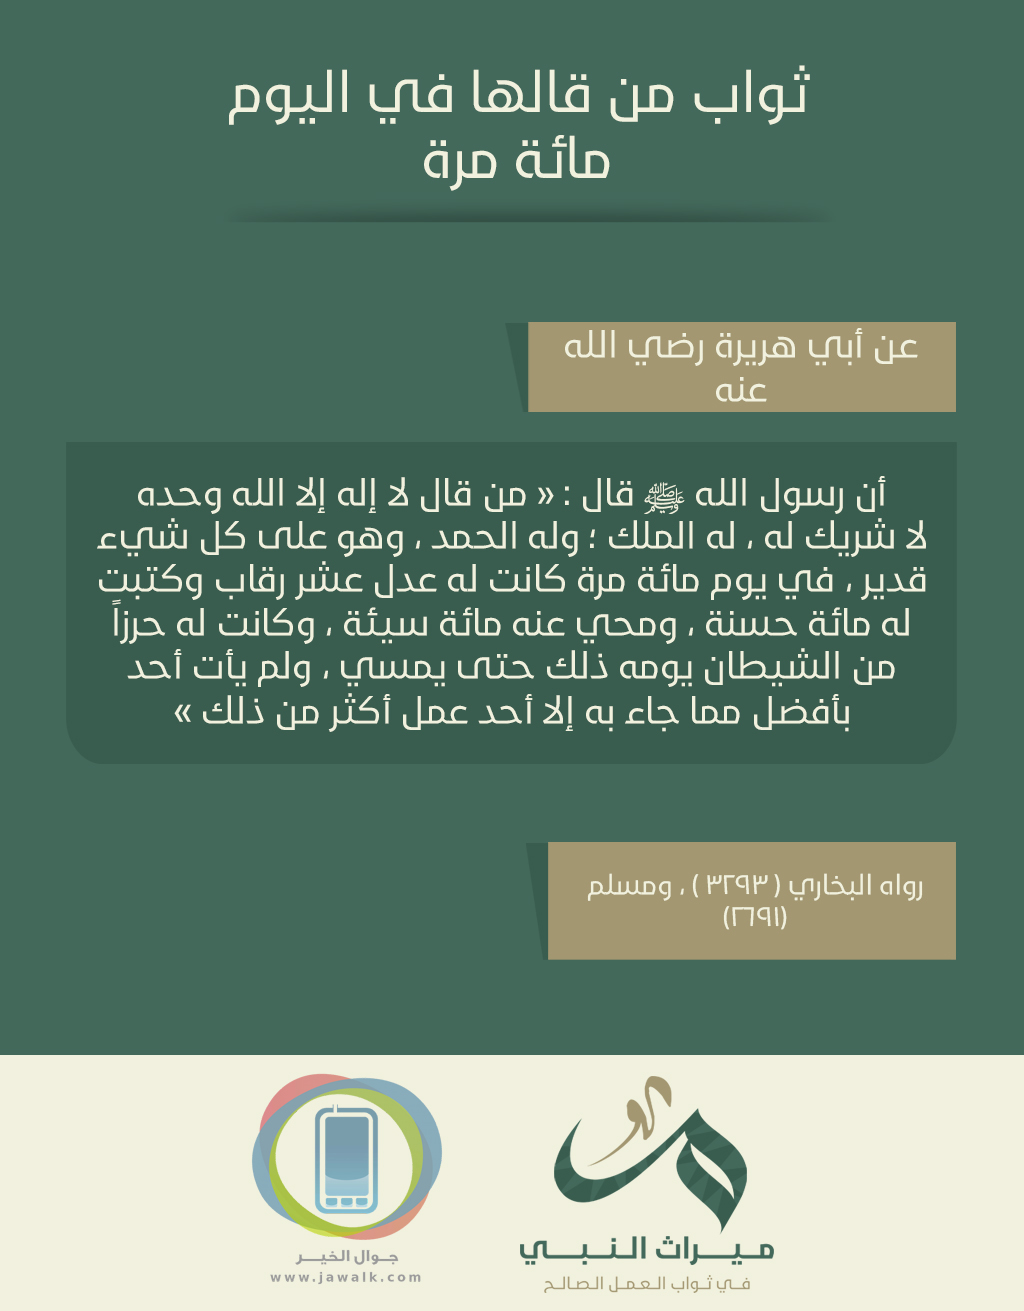 ثواب من قالها في اليوم
مائة مرة
عن أبي هريرة رضي الله
عنه
أن رسول الله ﷺ قال : « من قال لا إله إلا الله وحده
لا شريك له ، له الملك ؛ وله الحمد ، وهو على كل شيء
قدير ، في يوم مائة مرة كانت له عدل عشر رقاب وكتبت
له مائة حسنة ، ومحي عنه مائة سيئة ، وكانت له حرزاً
من الشيطان يومه ذلك حتى يمسي ، ولم يأت أحد
بأفضل مما جاء به إلا أحد عمل أكثر من ذلك »
رواه البخاري ( ٣٢٩٣ ) ، ومسلم
(٢٦٩١)
ميراث النبي
في ثواب العمل الصالح
جوال الخير
www.jawalk.com